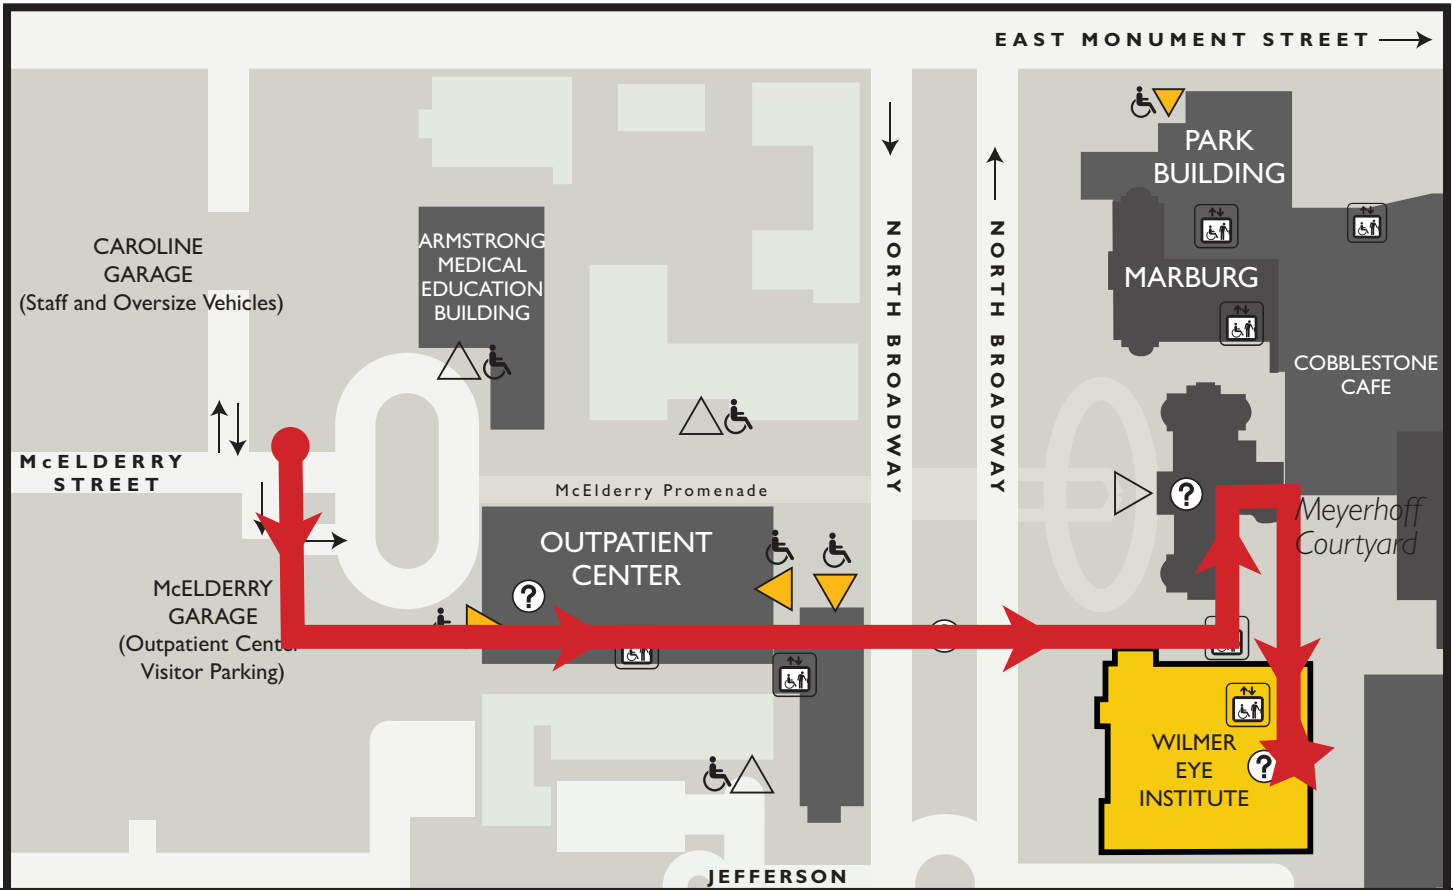 EAST MONUMENT STREET
PARK
BUILDING
ARMSTRONG
MEDICAL
EDUCATION
BUILDING
CAROLINE
GARAGE
(Staff and Oversize Vehicles)
NORTH BROADWAY
NORTH BROADWAY
MARBURG
COBBLESTONE
CAFE
McELDERRY
STREET
McElderry Promenade
?
Meyerhoff
Courtyard
OUTPATIENT
CENTER
?
McELDERRY
GARAGE
(Outpatient Cente
Visitor Parking)
WILMER
EYE
INSTITUTE
?
JEFFERSON